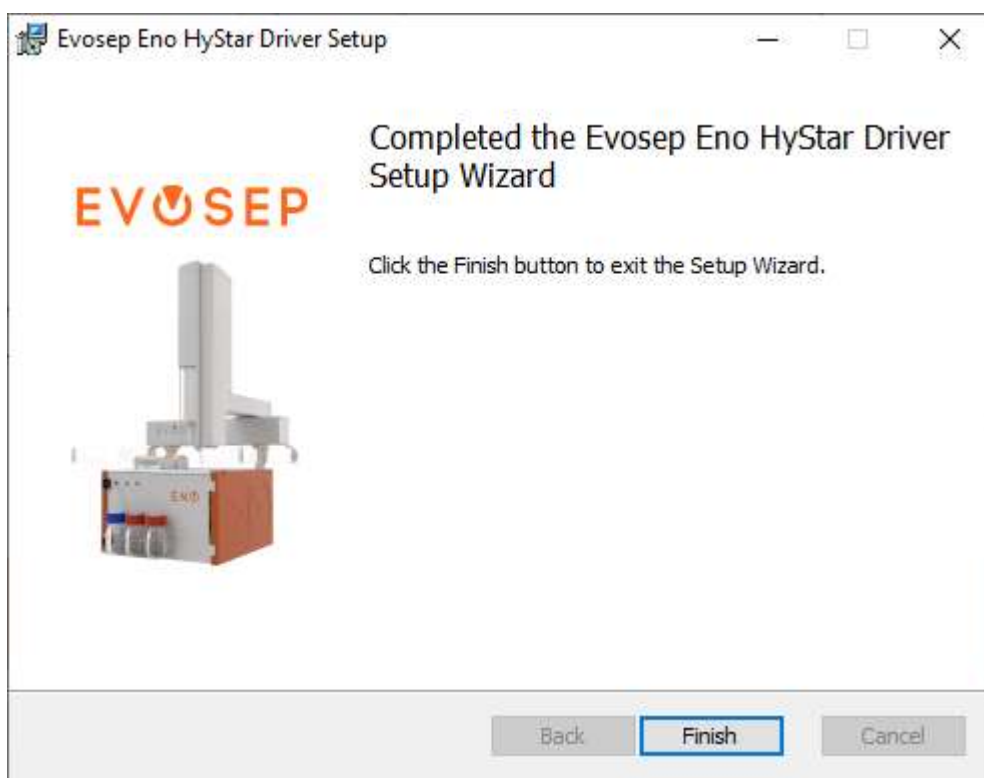 Evosep Eno HyStar Driver Setup
Completed the Evosep Eno HyStar Driver
Setup Wizard
EVOSEP
Click the Finish button to exit the Setup Wizard.
ENO
Back
Finish
Cancel